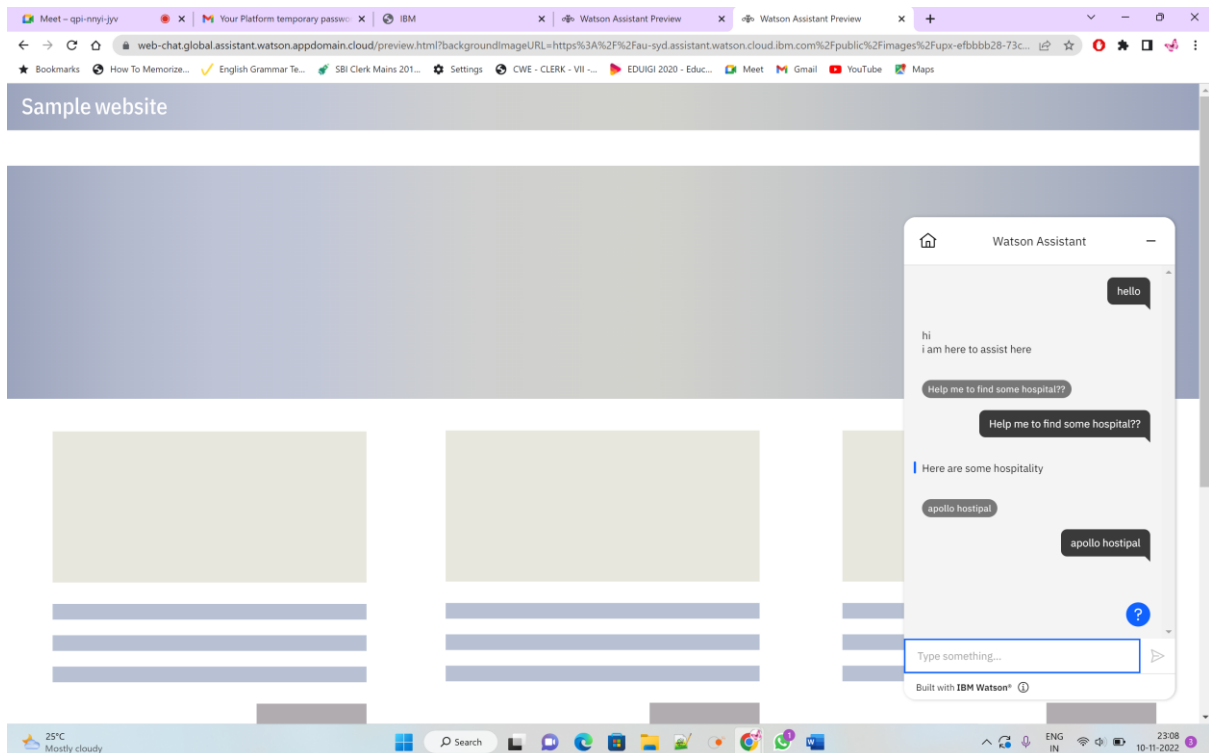 Meet – qpi-nnyi-jyv
Your Platform temporary passwo
IBM
Watson Assistant Preview
Watson Assistant Preview
web-chat.global.assistant.watson.appdomain.cloud/preview.html?backgroundImageURL=https%3A%2F%2Fau-syd.assistant.watson.cloud.ibm.com%2Fpublic%2Fimages%2Fupx-efbbbb28-73c...
Bookmarks
How To Memorize...
English Grammar Te...
SBI Clerk Mains 201...
Settings
CWE - CLERK - VII -...
EDUIGI 2020 - Educ...
Meet
Gmail
YouTube
Maps
Sample website
Watson Assistant
hello
hi
i am here to assist here
Help me to find some hospital??
Help me to find some hospital??
Here are some hospitality
apollo hostipal
apollo hostipal
?
Type something...
Built with IBM Watson®
25°C
Mostly cloudy
Search
ENG
IN
23:08
10-11-2022
3